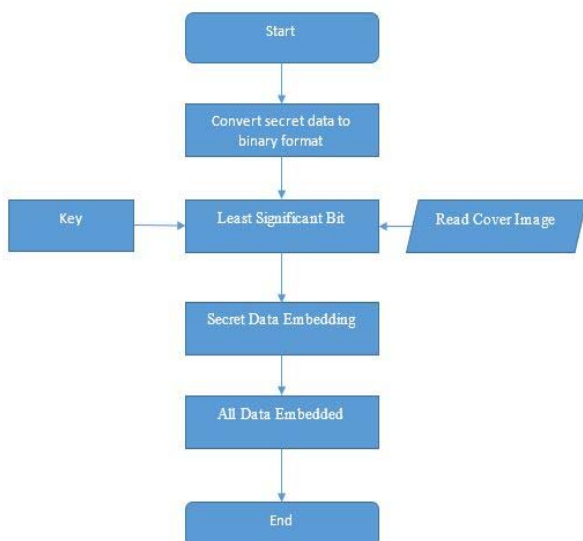 Start
Convert secret data to
binary format
Key
Least Significant Bit
Read Cover Image
Secret Data Embedding
All Data Embedded
End